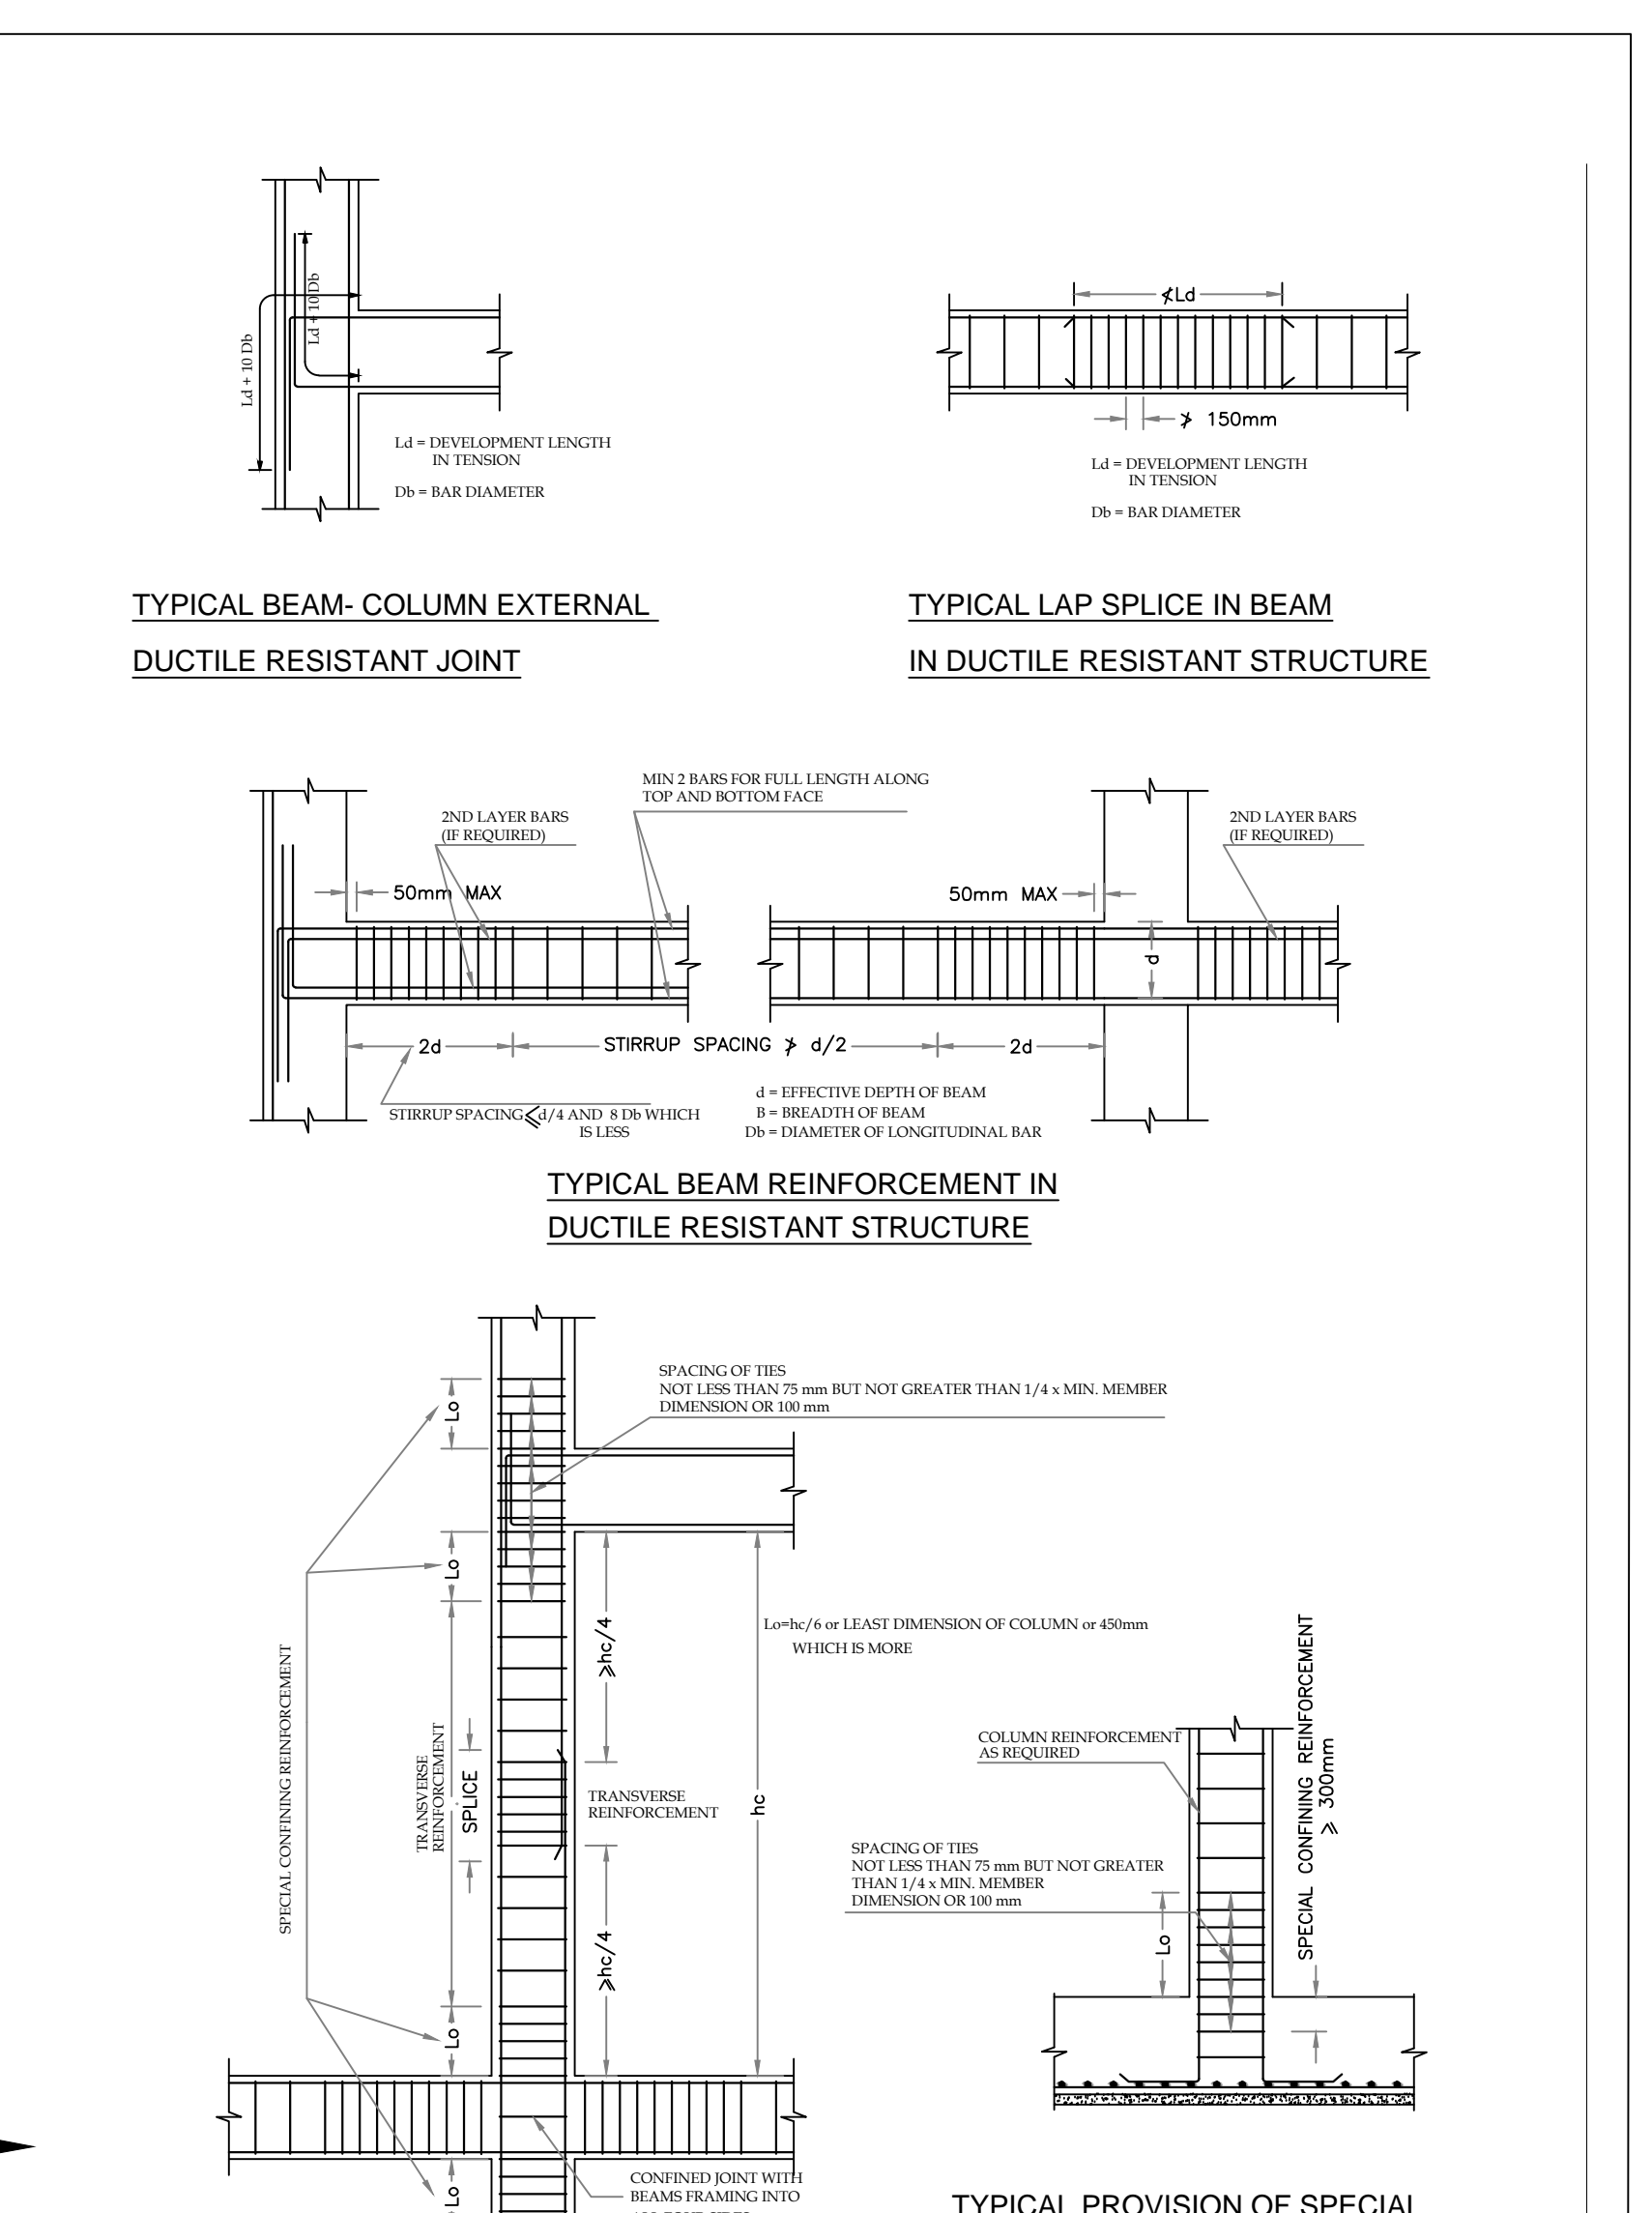 Ld + 10 Db
Ld + 10 Db
Ld = DEVELOPMENT LENGTH
IN TENSION
Db = BAR DIAMETER
TYPICAL BEAM- COLUMN EXTERNAL
DUCTILE RESISTANT JOINT
≮Ld
≯ 150mm
Ld = DEVELOPMENT LENGTH
IN TENSION
Db = BAR DIAMETER
TYPICAL LAP SPLICE IN BEAM
IN DUCTILE RESISTANT STRUCTURE
MIN 2 BARS FOR FULL LENGTH ALONG
TOP AND BOTTOM FACE
2ND LAYER BARS
(IF REQUIRED)
2ND LAYER BARS
(IF REQUIRED)
50mm MAX
50mm MAX
d
2d
STIRRUP SPACING ≯ d/2
2d
STIRRUP SPACING ⩽ d/4 AND 8 Db WHICH
IS LESS
d = EFFECTIVE DEPTH OF BEAM
B = BREADTH OF BEAM
Db = DIAMETER OF LONGITUDINAL BAR
TYPICAL BEAM REINFORCEMENT IN
DUCTILE RESISTANT STRUCTURE
SPACING OF TIES
NOT LESS THAN 75 mm BUT NOT GREATER THAN 1/4 x MIN. MEMBER
DIMENSION OR 100 mm
Lo
Lo
⩾hc/4
Lo=hc/6 or LEAST DIMENSION OF COLUMN or 450mm
WHICH IS MORE
SPECIAL CONFINING REINFORCEMENT
TRANSVERSE
REINFORCEMENT
SPLICE
TRANSVERSE
REINFORCEMENT
hc
⩾hc/4
Lo
Lo
CONFINED JOINT WITH
BEAMS FRAMING INTO
COLUMN REINFORCEMENT
AS REQUIRED
SPECIAL CONFINING REINFORCEMENT
⩾ 300mm
SPACING OF TIES
NOT LESS THAN 75 mm BUT NOT GREATER
THAN 1/4 x MIN. MEMBER
DIMENSION OR 100 mm
Lo
TYPICAL PROVISION OF SPECIAL